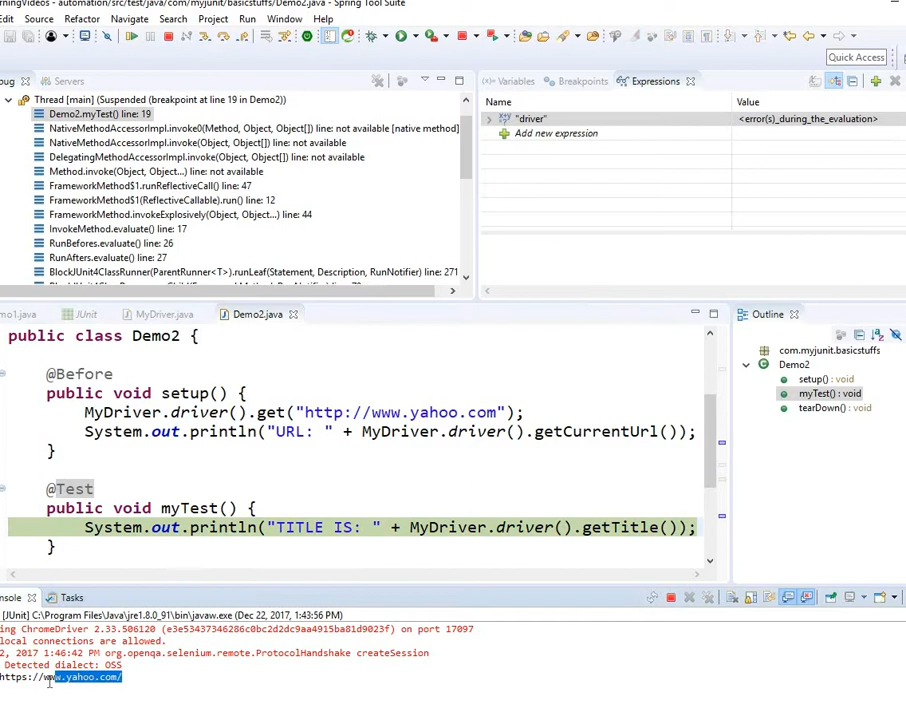 rningVideos - automation/src/test/java/com/myjunit/basicstuffs/Demo2.java - Spring Tool Suite
Edit Source Refactor Navigate Search Project Run Window Help
Quick Access
bug Servers
Thread [main] (Suspended (breakpoint at line 19 in Demo2))
Demo2.myTest() line: 19
NativeMethodAccessorImpl.invoke0(Method, Object, Object[]) line: not available [native method]
NativeMethodAccessorImpl.invoke(Object, Object[]) line: not available
DelegatingMethodAccessorImpl.invoke(Object, Object[]) line: not available
Method.invoke(Object, Object...) line: not available
FrameworkMethod$1.runReflectiveCall() line: 47
FrameworkMethod$1(ReflectiveCallable).run() line: 12
FrameworkMethod.invokeExplosively(Object, Object...) line: 44
InvokeMethod.evaluate() line: 17
RunBefores.evaluate() line: 26
RunAfters.evaluate() line: 27
BlockJUnit4ClassRunner(ParentRunner<T>).runLeaf(Statement, Description, RunNotifier) line: 271
(x)= Variables Breakpoints Expressions
Name Value
"driver" <error(s)_during_the_evaluation>
Add new expression
mo1.java JUnit MyDriver.java Demo2.java
public class Demo2 {
@Before
public void setup() {
MyDriver.driver().get("http://www.yahoo.com");
System.out.println("URL: " + MyDriver.driver().getCurrentUrl());
}
@Test
public void myTest() {
System.out.println("TITLE IS: " + MyDriver.driver().getTitle());
}
Outline
com.myjunit.basicstuffs
Demo2
setup() : void
myTest() : void
tearDown() : void
onsole Tasks
[JUnit] C:\Program Files\Java\jre1.8.0_91\bin\javaw.exe (Dec 22, 2017, 1:43:56 PM)
ing ChromeDriver 2.33.506120 (e3e53437346286c0bc2d2dc9aa4915ba81d9023f) on port 17097
local connections are allowed.
2, 2017 1:46:42 PM org.openqa.selenium.remote.ProtocolHandshake createSession
Detected dialect: OSS
https://www.yahoo.com/